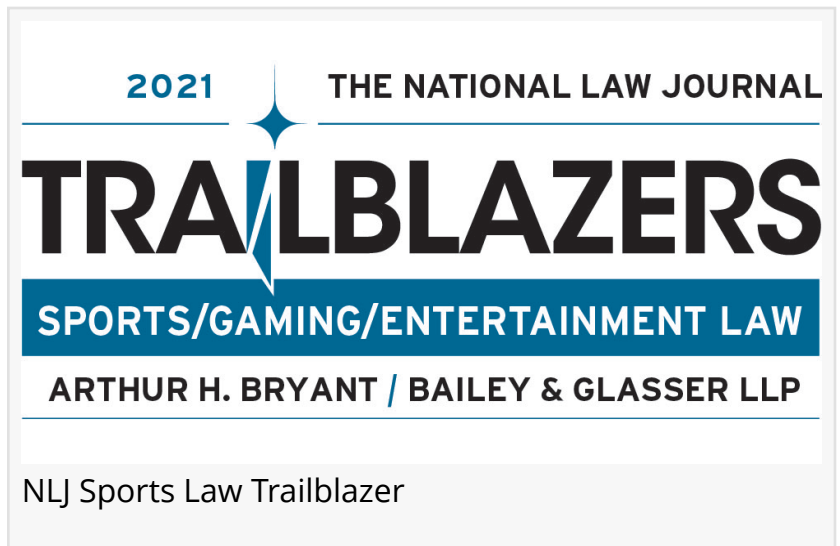 2021 THE NATIONAL LAW JOURNAL
TRAILBLAZERS
SPORTS/GAMING/ENTERTAINMENT LAW
ARTHUR H. BRYANT / BAILEY & GLASSER LLP
NLJ Sports Law Trailblazer